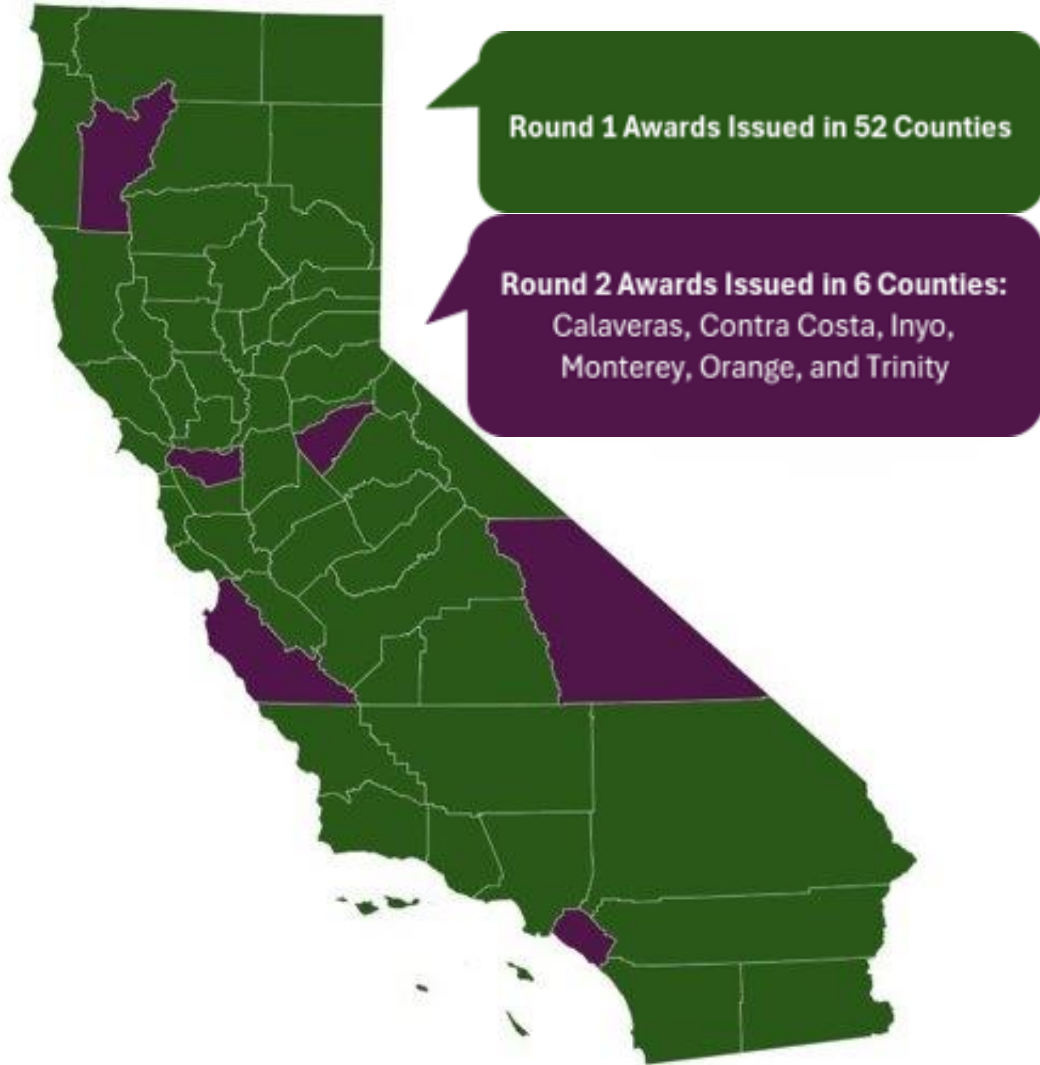 Round 1 Awards Issued in 52 Counties
Round 2 Awards Issued in 6 Counties:
Calaveras, Contra Costa, Inyo,
Monterey, Orange, and Trinity